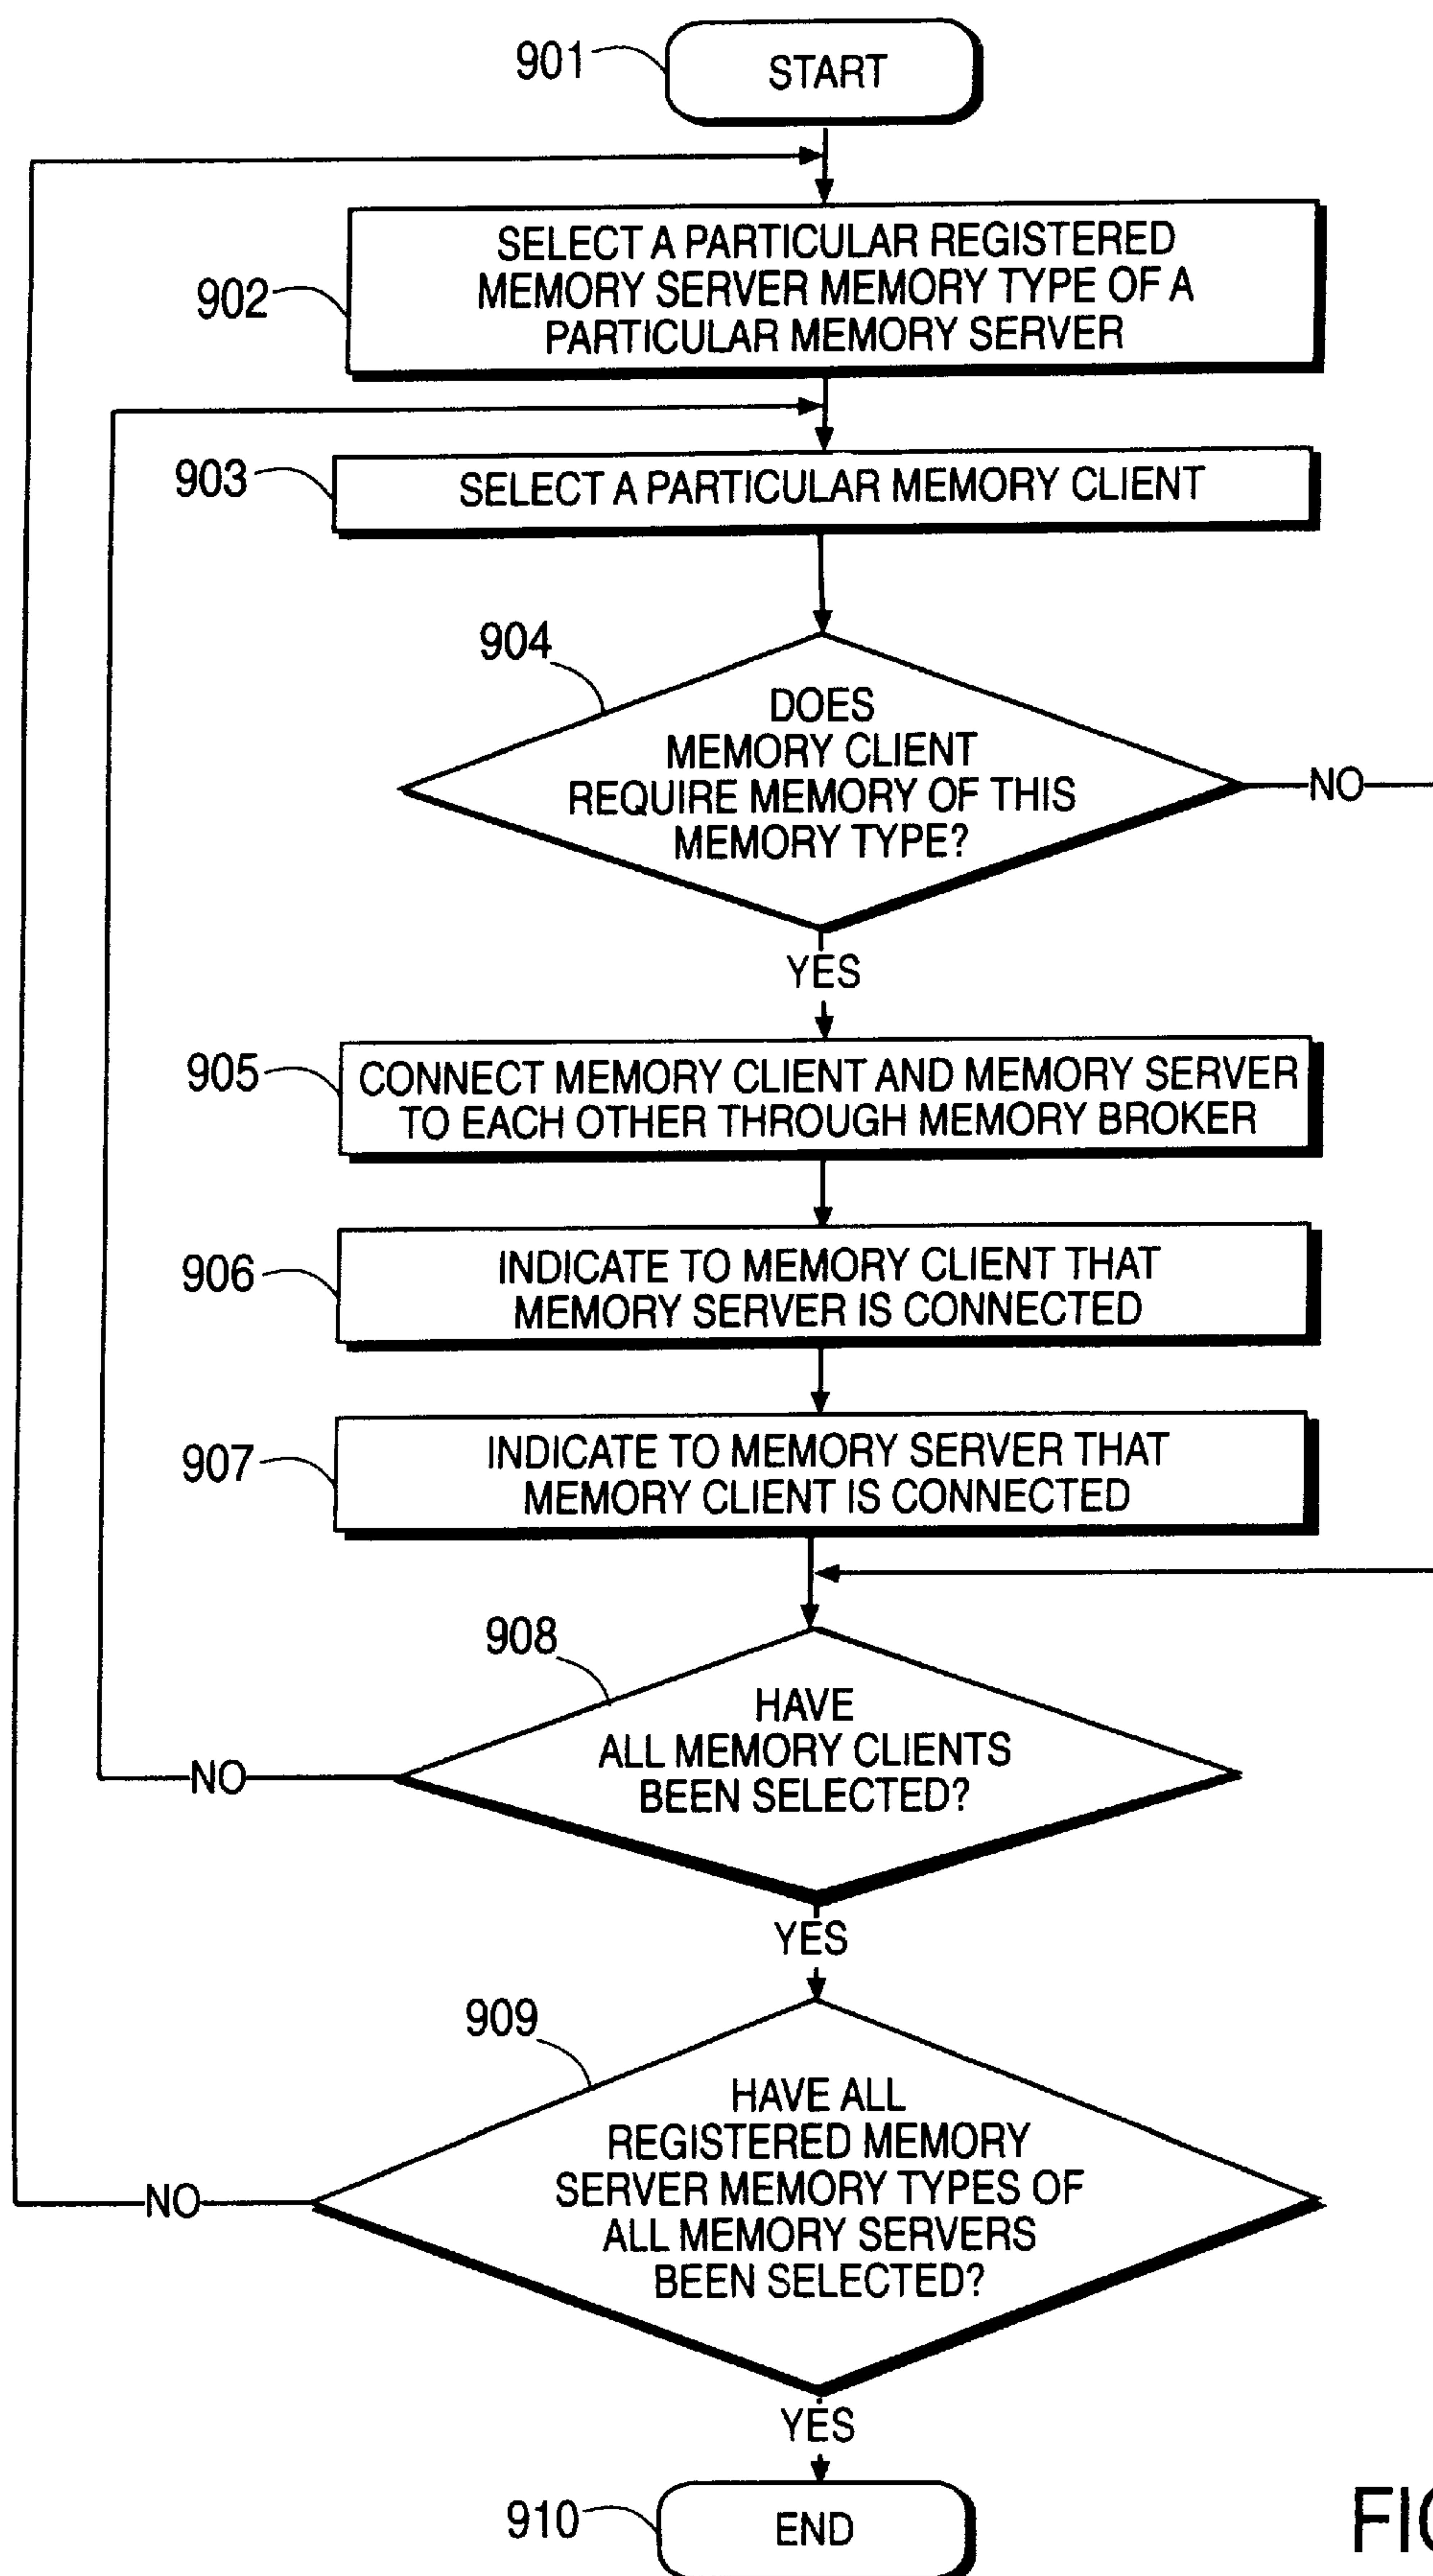 901
START
902
SELECT A PARTICULAR REGISTERED
MEMORY SERVER MEMORY TYPE OF A
PARTICULAR MEMORY SERVER
903
SELECT A PARTICULAR MEMORY CLIENT
904
DOES
MEMORY CLIENT
REQUIRE MEMORY OF THIS
MEMORY TYPE?
NO
YES
905
CONNECT MEMORY CLIENT AND MEMORY SERVER
TO EACH OTHER THROUGH MEMORY BROKER
906
INDICATE TO MEMORY CLIENT THAT
MEMORY SERVER IS CONNECTED
907
INDICATE TO MEMORY SERVER THAT
MEMORY CLIENT IS CONNECTED
908
HAVE
ALL MEMORY CLIENTS
BEEN SELECTED?
NO
YES
909
HAVE ALL
REGISTERED MEMORY
SERVER MEMORY TYPES OF
ALL MEMORY SERVERS
BEEN SELECTED?
NO
YES
910
END